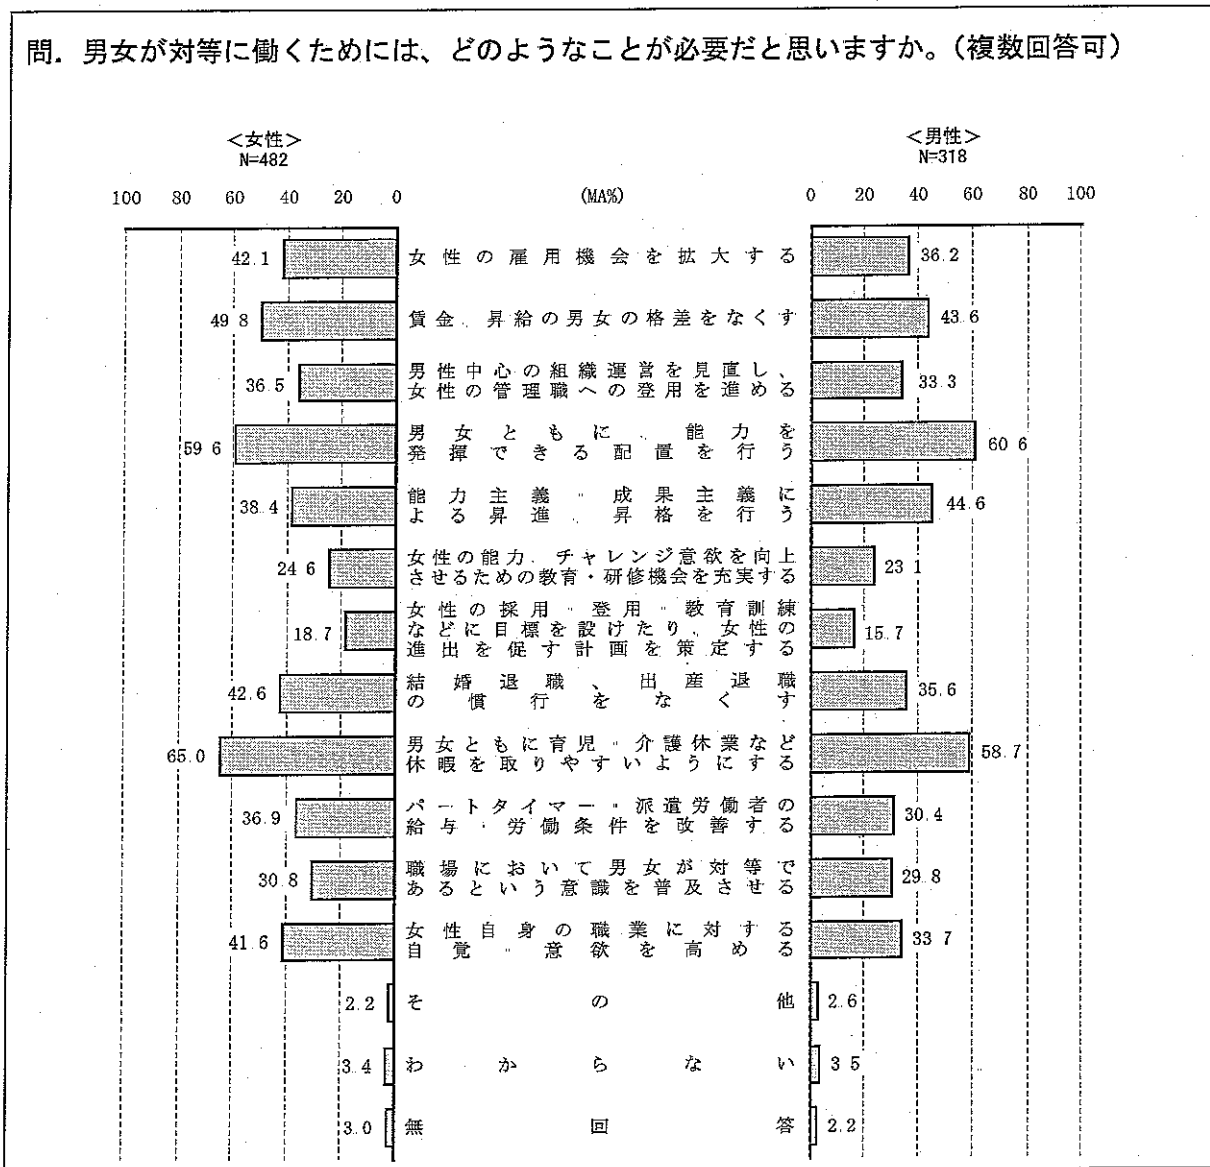 問．男女が対等に働くためには、どのようなことが必要だと思いますか。（複数回答可）
＜女性＞
N=482
＜男性＞
N=318
100 80 60 40 20 0 (MA%) 0 20 40 60 80 100
42.1 女性の雇用機会を拡大する 36.2
49.8 賃金、昇給の男女の格差をなくす 43.6
男性中心の組織運営を見直し、
36.5 女性の管理職への登用を進める 33.3
男女ともに、能力を
59.6 発揮できる配置を行う 60.6
能力主義・成果主義に
38.4 よる昇進、昇格を行う 44.6
女性の能力、チャレンジ意欲を向上
24.6 させるための教育・研修機会を充実する 23.1
女性の採用・登用・教育訓練
18.7 などに目標を設けたり、女性の 15.7
進出を促す計画を策定する
結婚退職、出産退職
42.6 の慣行をなくす 35.6
男女ともに育児・介護休業など
65.0 休暇を取りやすいようにする 58.7
パートタイマー・派遣労働者の
36.9 給与・労働条件を改善する 30.4
職場において男女が対等で
30.8 あるという意識を普及させる 29.8
女性自身の職業に対する
41.6 自覚・意欲を高める 33.7
2.2 その他 2.6
3.4 わからない 3.5
3.0 無回答 2.2